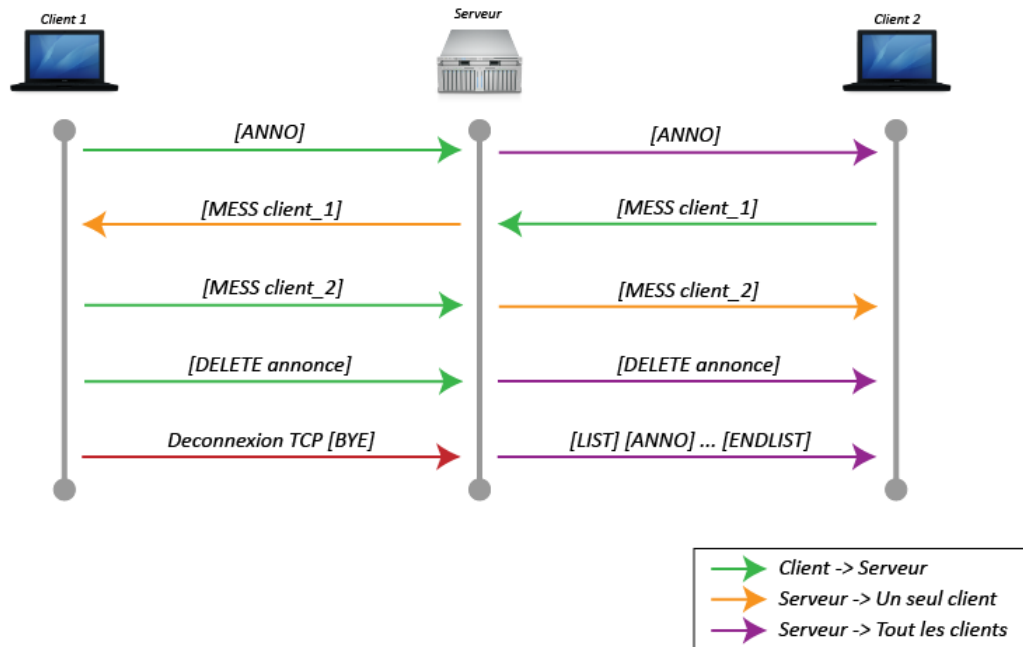 Client 1
Serveur
Client 2
[ANNO]
[ANNO]
[MESS client_1]
[MESS client_1]
[MESS client_2]
[MESS client_2]
[DELETE annonce]
[DELETE annonce]
Deconnexion TCP [BYE]
[LIST] [ANNO] ... [ENDLIST]
Client -> Serveur
Serveur -> Un seul client
Serveur -> Tout les clients